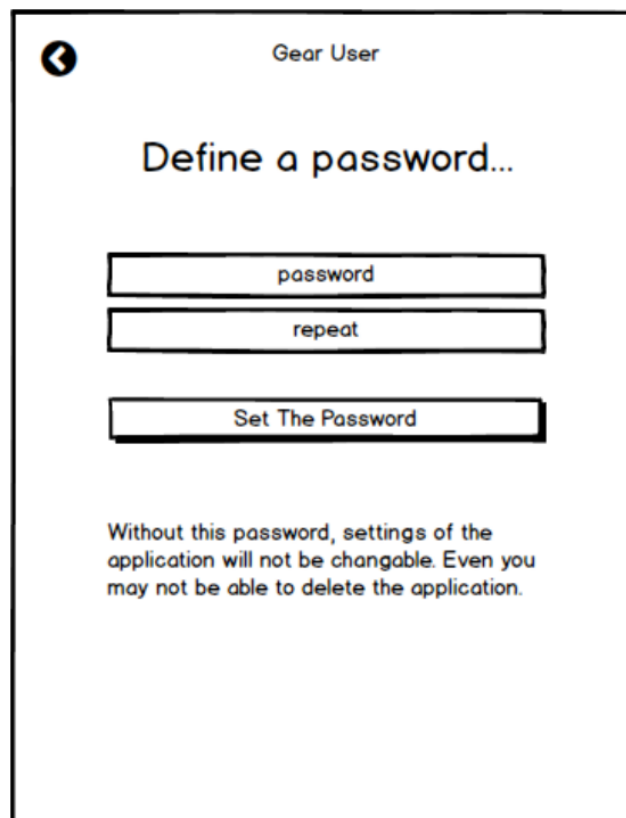 Gear User
Define a password...
password
repeat
Set The Password
Without this password, settings of the
application will not be changable. Even you
may not be able to delete the application.